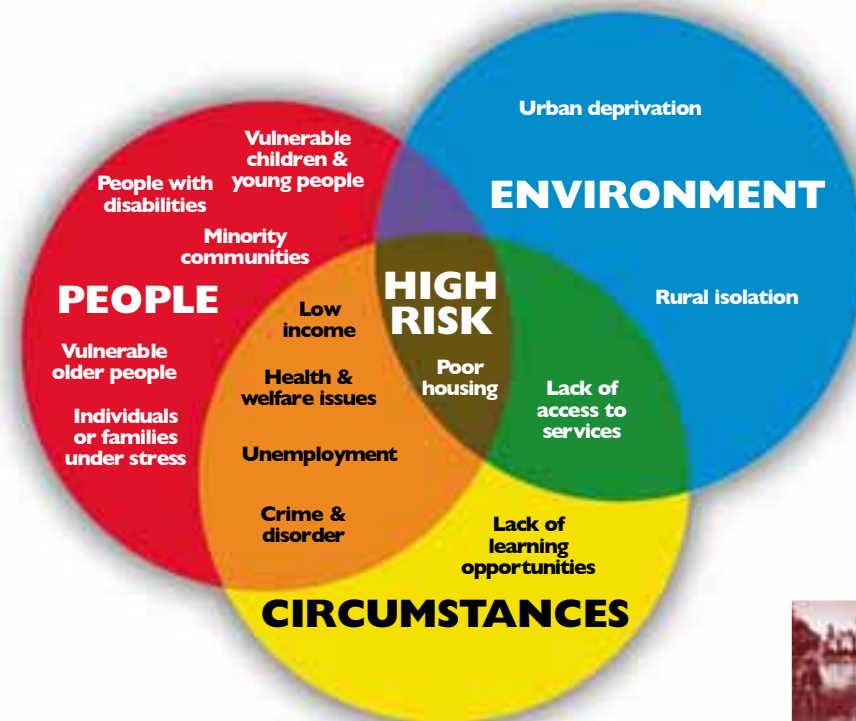 Urban deprivation
ENVIRONMENT
Rural isolation
Vulnerable
children &
young people
People with
disabilities
Minority
communities
PEOPLE
Vulnerable
older people
Individuals
or families
under stress
Low
income
Health &
welfare issues
Unemployment
Crime &
disorder
HIGH
RISK
Poor
housing
Lack of
access to
services
Lack of
learning
opportunities
CIRCUMSTANCES